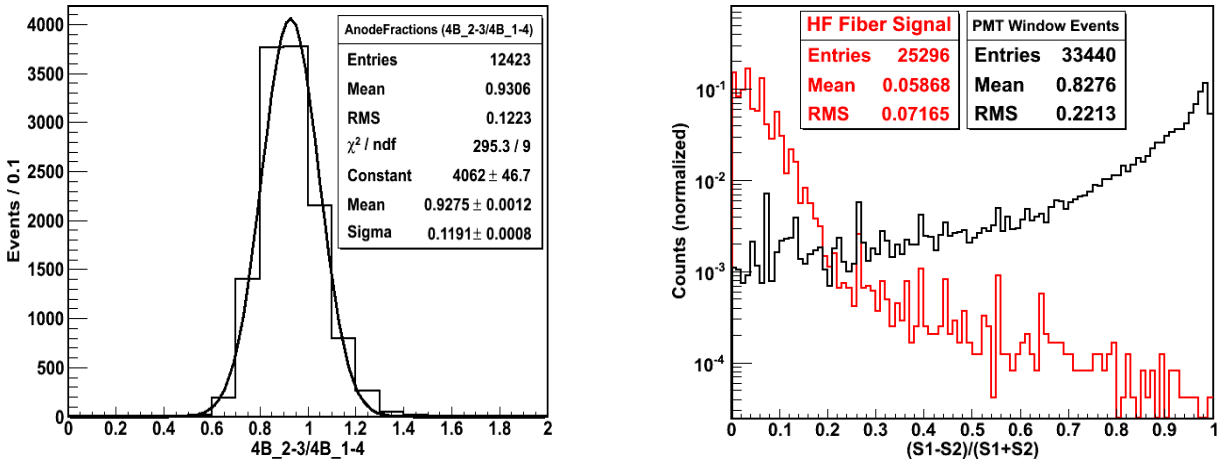 AnodeFractions (4B_2-3/4B_1-4)
Entries 12423
Mean 0.9306
RMS 0.1223
χ² / ndf 295.3 / 9
Constant 4062 ± 46.7
Mean 0.9275 ± 0.0012
Sigma 0.1191 ± 0.0008
Events / 0.1
4000
3500
3000
2500
2000
1500
1000
500
0
0 0.2 0.4 0.6 0.8 1 1.2 1.4 1.6 1.8 2
4B_2-3/4B_1-4
HF Fiber Signal
Entries 25296
Mean 0.05868
RMS 0.07165
PMT Window Events
Entries 33440
Mean 0.8276
RMS 0.2213
Counts (normalized)
10⁻¹
10⁻²
10⁻³
10⁻⁴
0 0.1 0.2 0.3 0.4 0.5 0.6 0.7 0.8 0.9 1
(S1-S2)/(S1+S2)